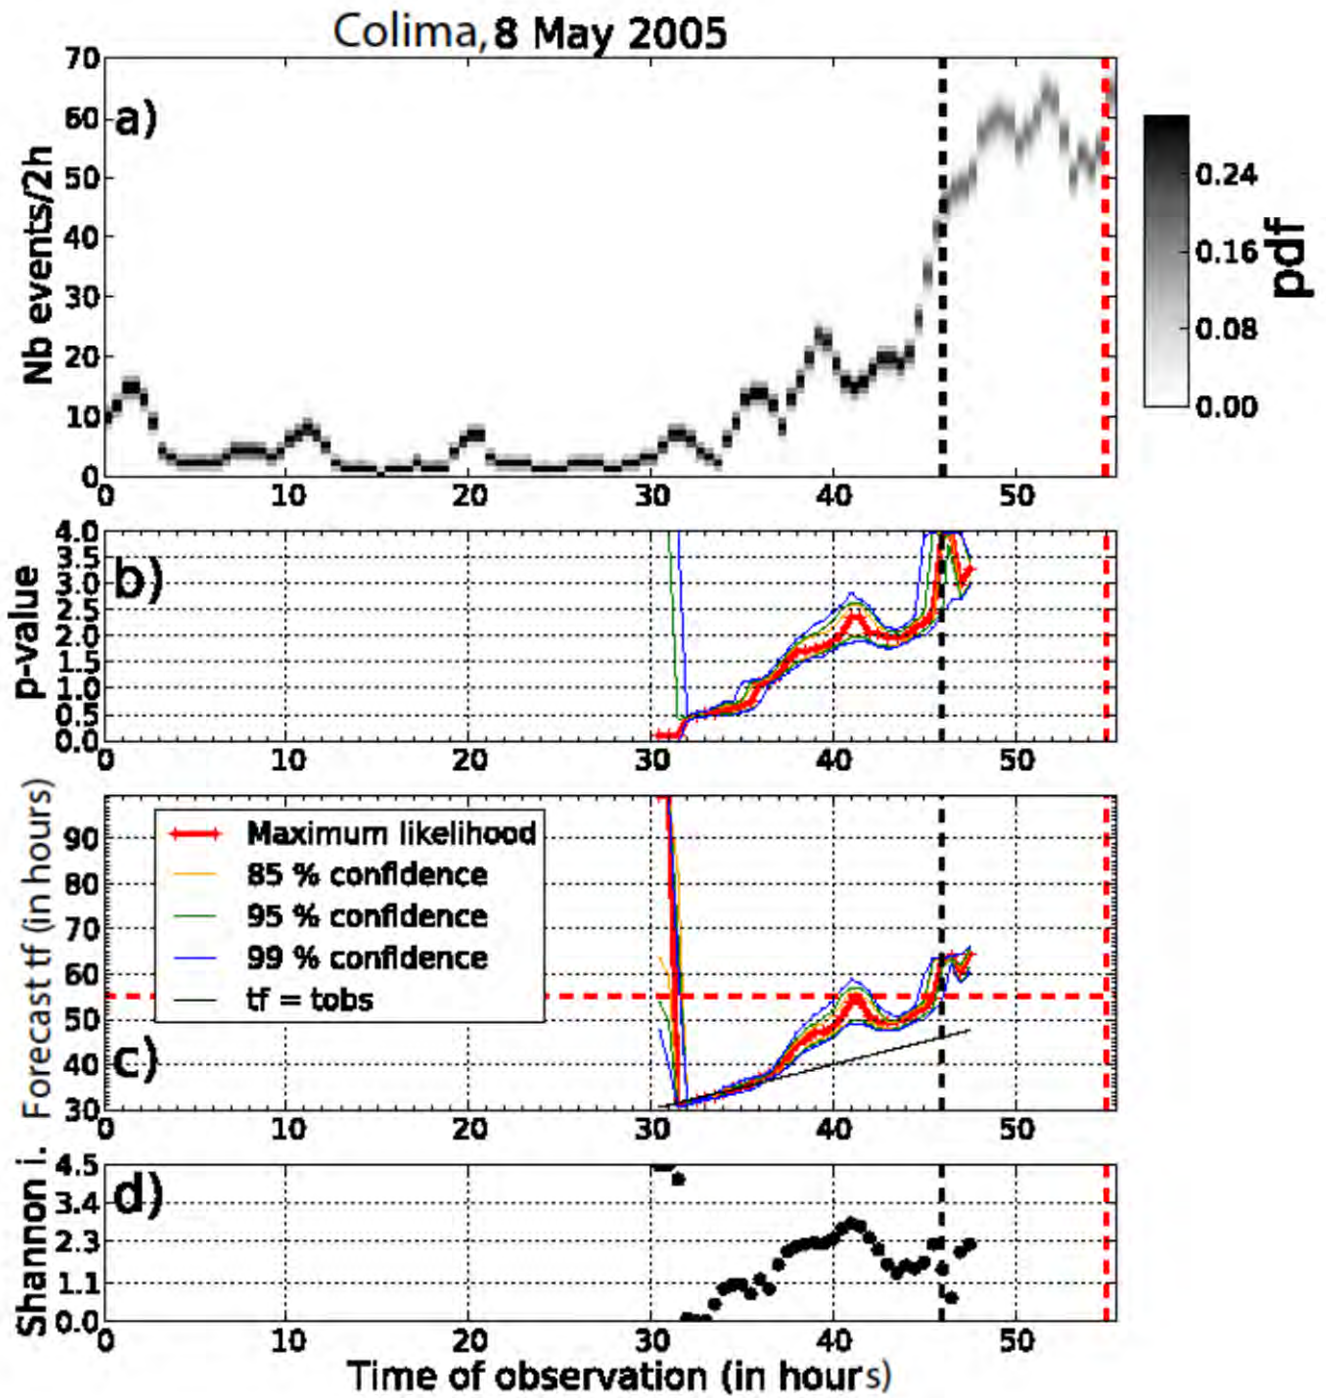 Colima, 8 May 2005
a)
Nb events/2h
70
60
50
40
30
20
10
0
0 10 20 30 40 50
0.24
0.16
0.08
0.00
pdf
b)
p-value
4.0
3.5
3.0
2.5
2.0
1.5
1.0
0.5
0.0
0 10 20 30 40 50
c)
Forecast tf (in hours)
90
80
70
60
50
40
30
Maximum likelihood
85 % confidence
95 % confidence
99 % confidence
tf = tobs
0 10 20 30 40 50
d)
Shannon i.
4.5
3.4
2.3
1.1
0.0
0 10 20 30 40 50
Time of observation (in hours)